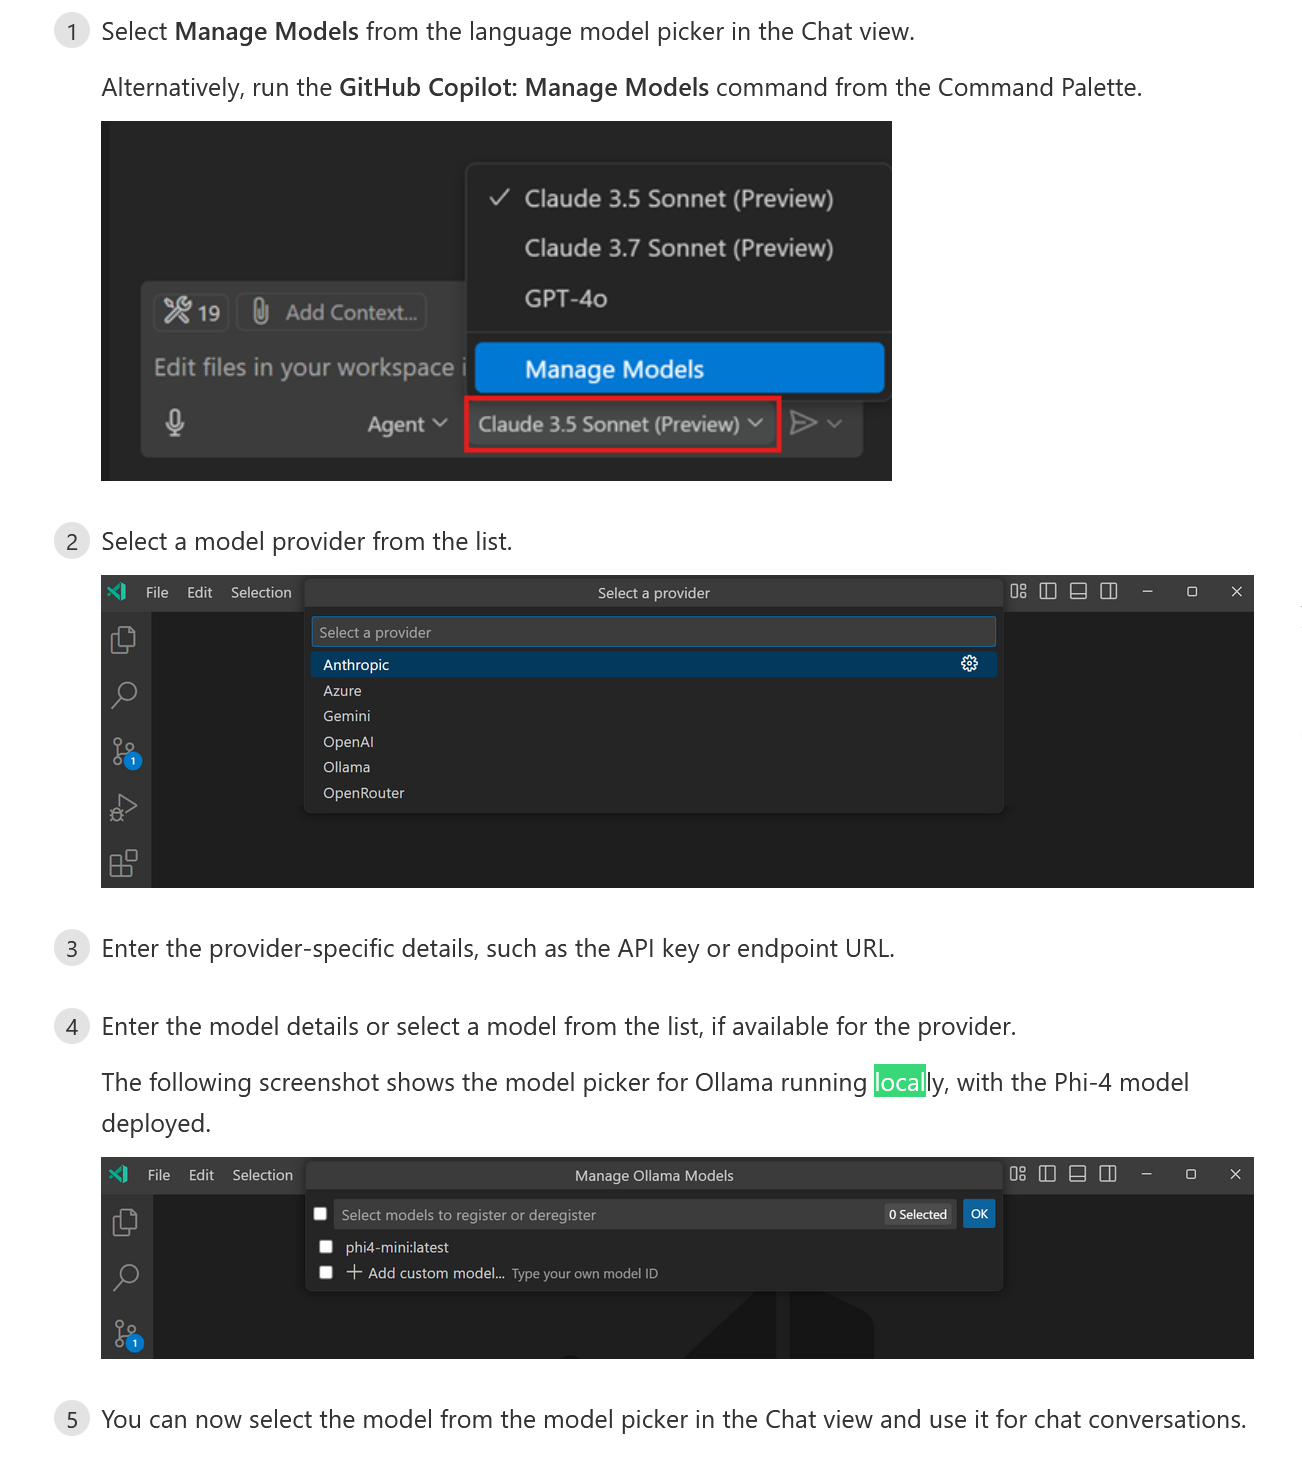 1 Select Manage Models from the language model picker in the Chat view.
Alternatively, run the GitHub Copilot: Manage Models command from the Command Palette.
Claude 3.5 Sonnet (Preview)
Claude 3.7 Sonnet (Preview)
GPT-4o
19 Add Context...
Edit files in your workspace i
Manage Models
Agent Claude 3.5 Sonnet (Preview)
2 Select a model provider from the list.
File Edit Selection Select a provider
Select a provider
Anthropic
Azure
Gemini
OpenAI
1
Ollama
OpenRouter
3 Enter the provider-specific details, such as the API key or endpoint URL.
4 Enter the model details or select a model from the list, if available for the provider.
The following screenshot shows the model picker for Ollama running locally, with the Phi-4 model
deployed.
File Edit Selection Manage Ollama Models
Select models to register or deregister 0 Selected OK
phi4-mini:latest
Add custom model... Type your own model ID
1
5 You can now select the model from the model picker in the Chat view and use it for chat conversations.